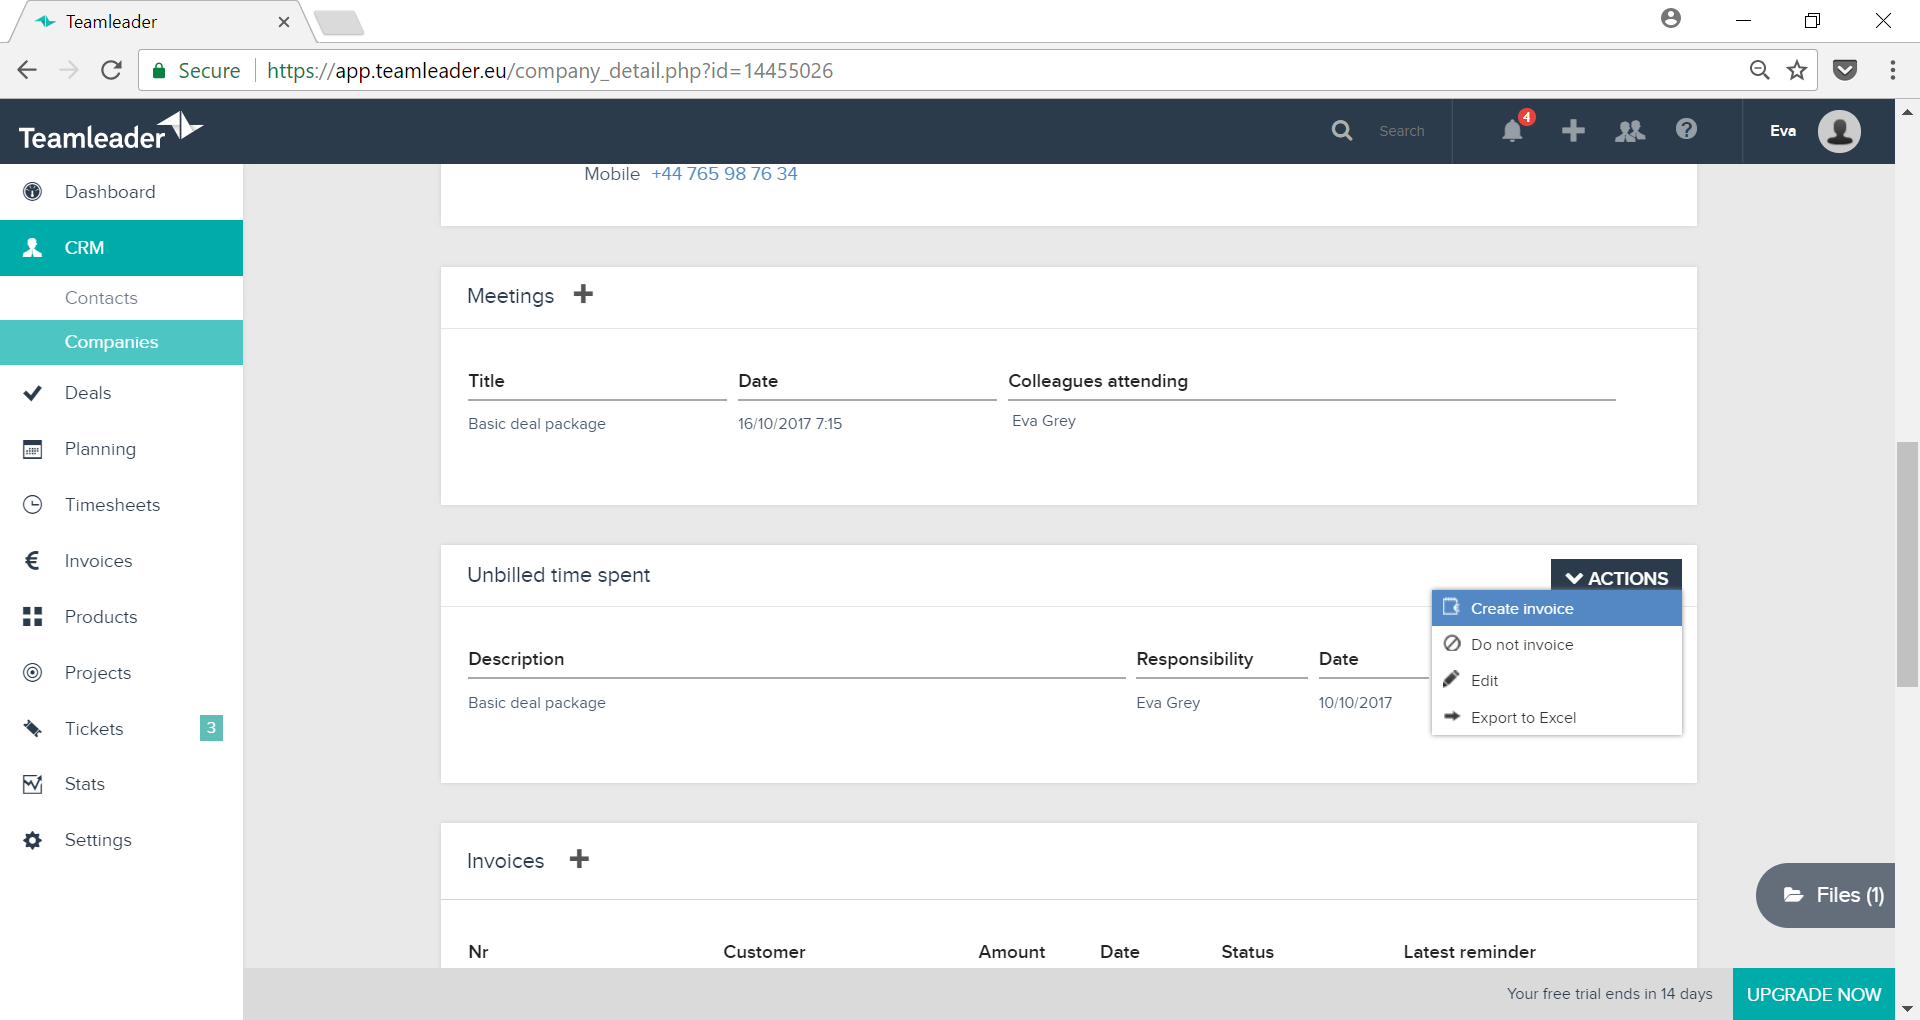 Teamleader
Secure https://app.teamleader.eu/company_detail.php?id=14455026
Teamleader
Search
4
Eva
Dashboard
CRM
Contacts
Companies
Deals
Planning
Timesheets
Invoices
Products
Projects
Tickets 3
Stats
Settings
Mobile +44 765 98 76 34
Meetings
Title Date Colleagues attending
Basic deal package 16/10/2017 7:15 Eva Grey
Unbilled time spent
ACTIONS
Create invoice
Do not invoice
Edit
Export to Excel
Description Responsibility Date
Basic deal package Eva Grey 10/10/2017
Invoices
Nr Customer Amount Date Status Latest reminder
Files (1)
Your free trial ends in 14 days
UPGRADE NOW